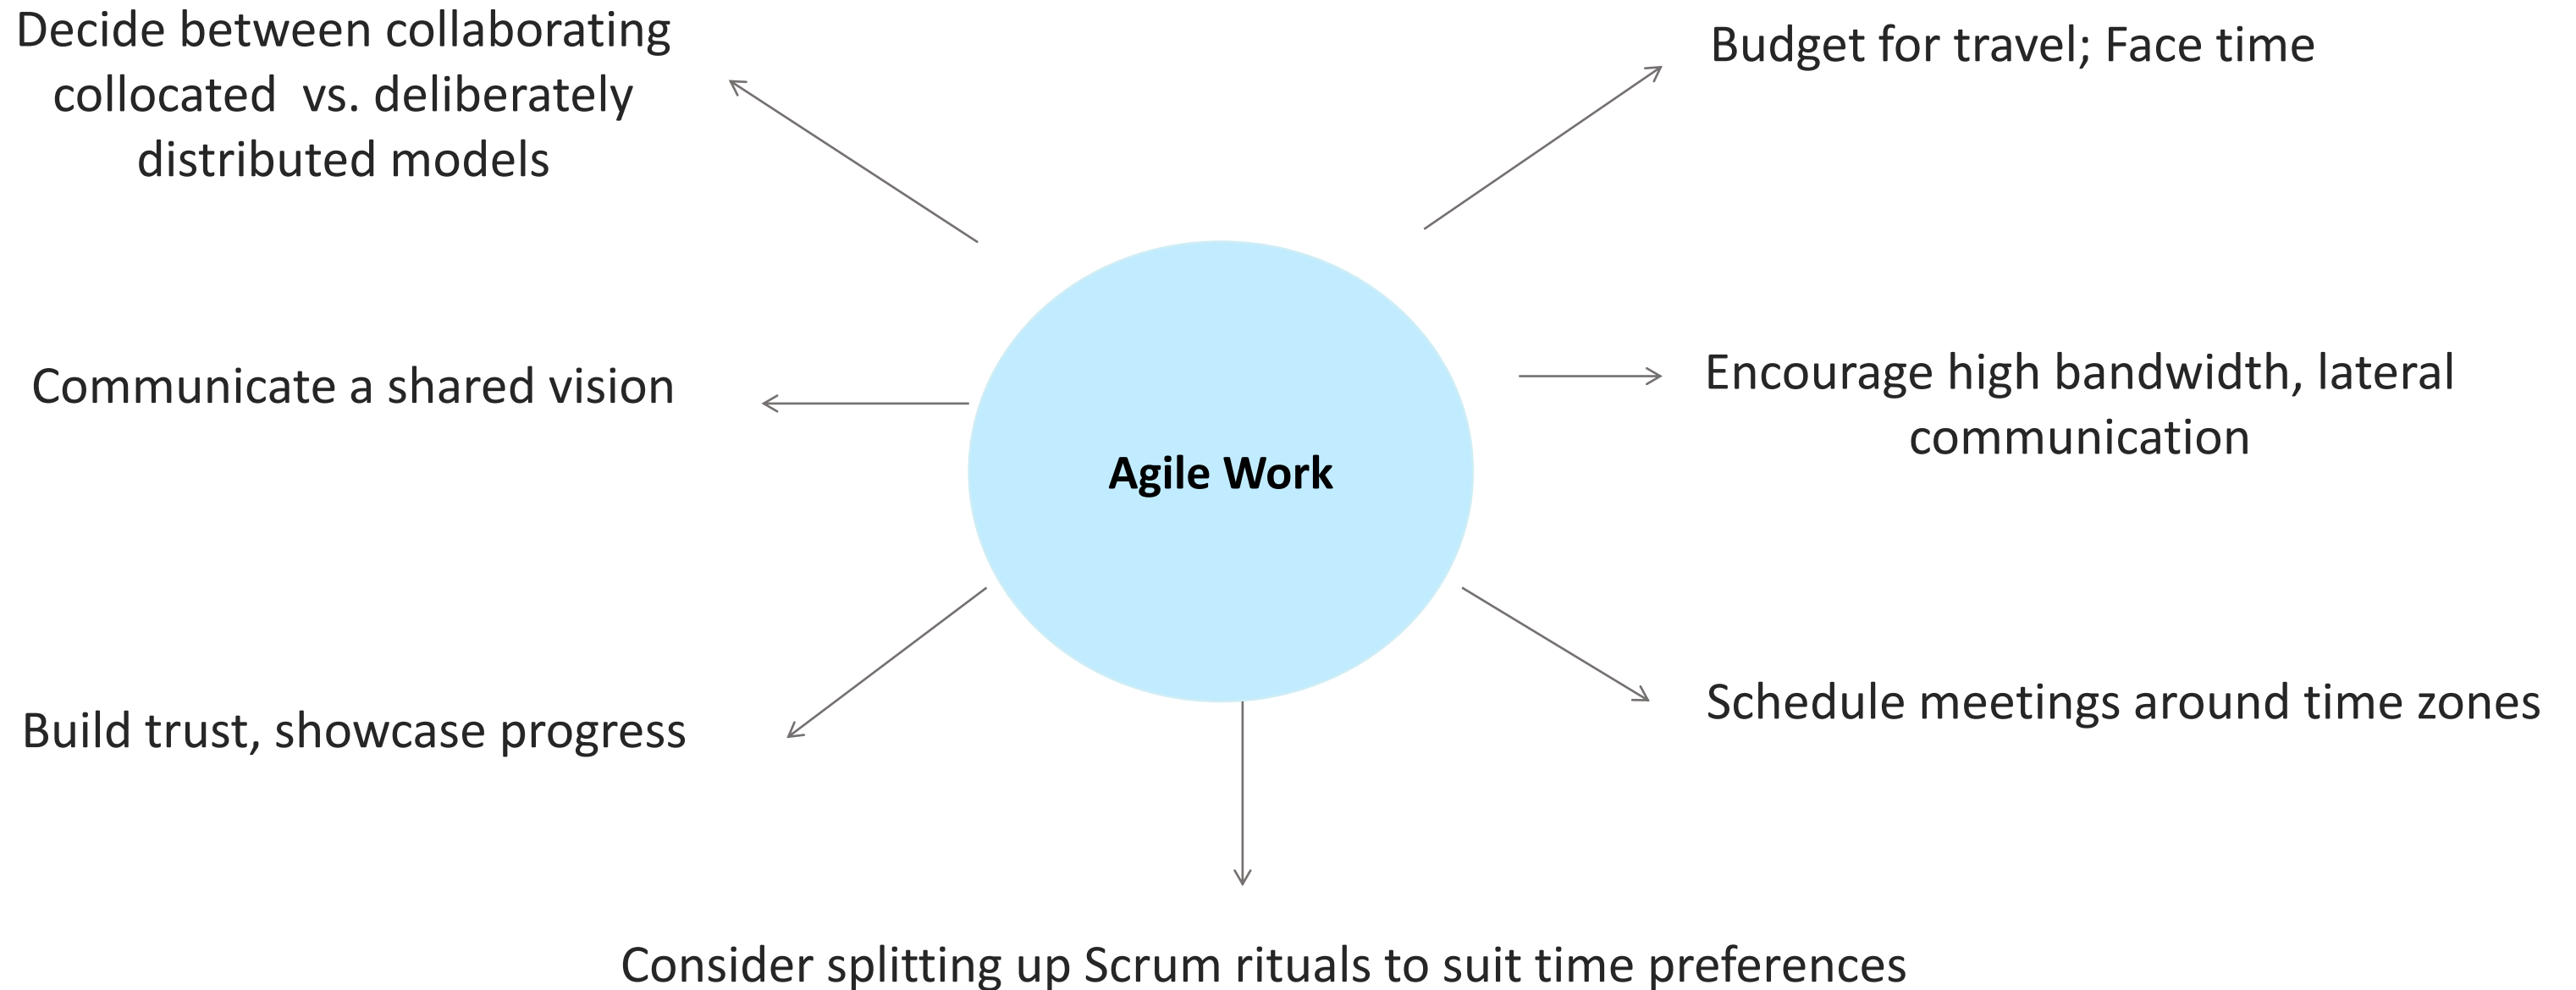 Decide between collaborating
collocated  vs. deliberately
distributed models
Budget for travel; Face time
Communicate a shared vision
Encourage high bandwidth, lateral
communication
Agile Work
Build trust, showcase progress
Schedule meetings around time zones
Consider splitting up Scrum rituals to suit time preferences